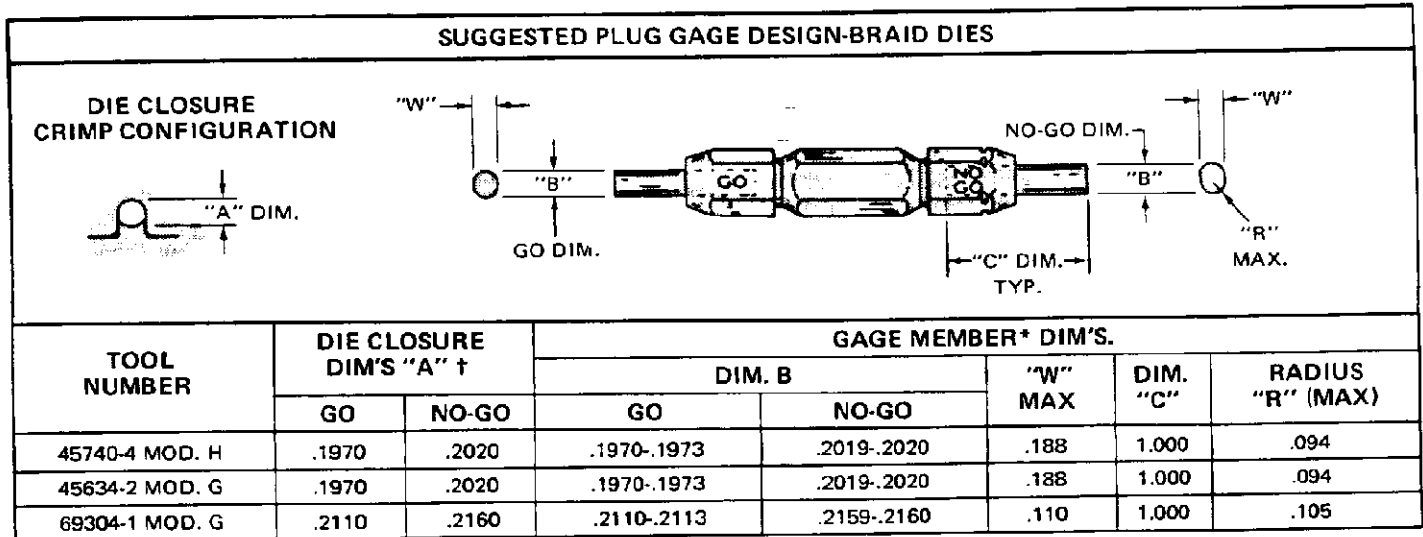 SUGGESTED PLUG GAGE DESIGN-BRAID DIES
DIE CLOSURE
CRIMP CONFIGURATION
"A" DIM.
"W"
"B"
GO DIM.
GO
NO
GO
NO-GO DIM.
"B"
"W"
"R"
MAX.
"C" DIM.
TYP.
TOOL
NUMBER
DIE CLOSURE
DIM'S "A" †
GAGE MEMBER* DIM'S.
DIM. B
"W"
MAX
DIM.
"C"
RADIUS
"R" (MAX)
GO NO-GO GO NO-GO
45740-4 MOD. H .1970 .2020 .1970-.1973 .2019-.2020 .188 1.000 .094
45634-2 MOD. G .1970 .2020 .1970-.1973 .2019-.2020 .188 1.000 .094
69304-1 MOD. G .2110 .2160 .2110-.2113 .2159-.2160 .110 1,000 .105